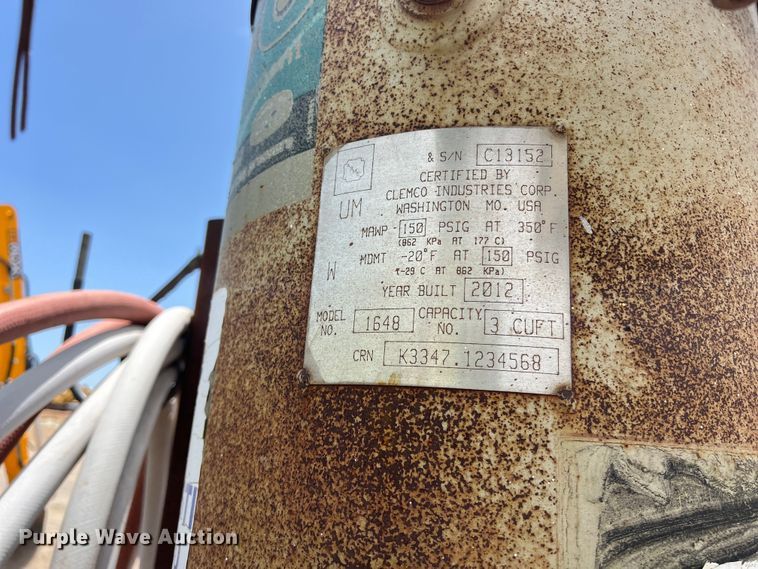 & S/N C13152
CERTIFIED BY
CLEMCO INDUSTRIES CORP.
WASHINGTON MO. USA
UM
MAWP 150 PSIG AT 350°F
(862 KPa AT 177 C)
W
MDMT -20°F AT 150 PSIG
(-29 C AT 862 KPa)
YEAR BUILT 2012
MODEL NO. 1648 CAPACITY NO. 3 CUFT
CRN K3347.1234568
Purple Wave Auction